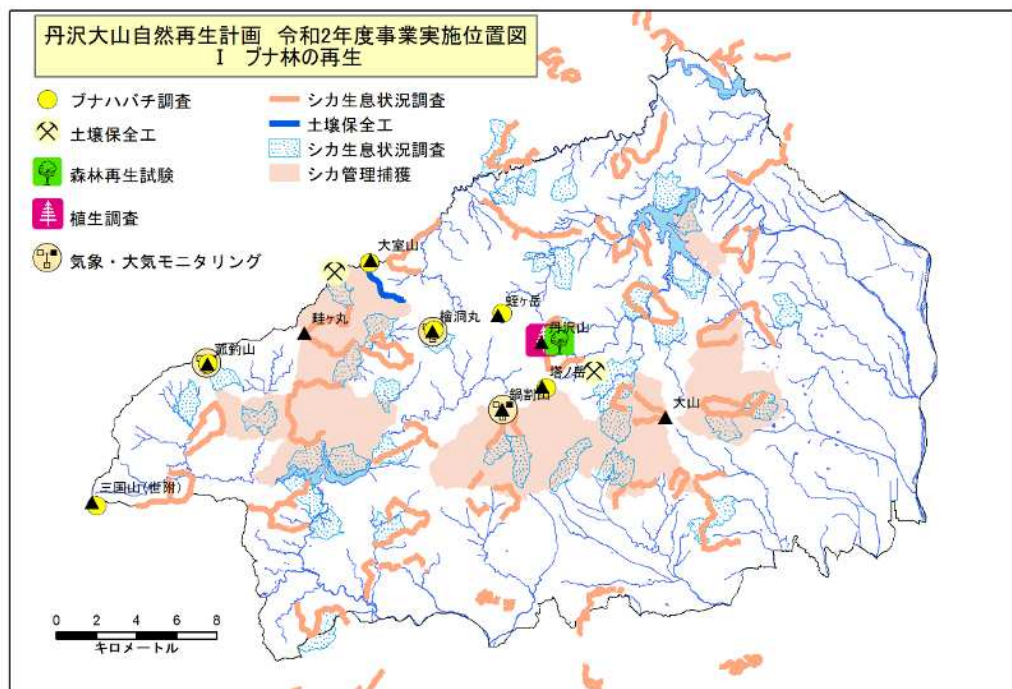 丹沢大山自然再生計画 令和2年度事業実施位置図
Ⅰ ブナ林の再生
ブナハバチ調査
土壌保全工
森林再生試験
植生調査
気象・大気モニタリング
シカ生息状況調査
土壌保全工
シカ生息状況調査
シカ管理捕獲
大室山
畦ヶ丸
檜洞丸
蛭ヶ岳
丹沢山
菰釣山
塔ノ岳
鍋割山
大山
三国山(世附)
0 2 4 6 8
キロメートル